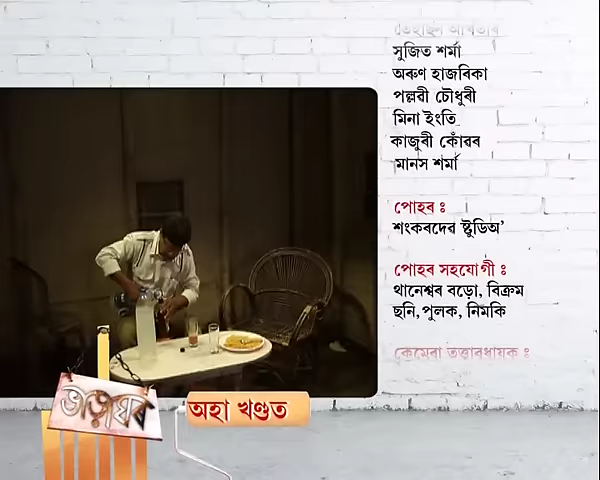 সুজিত শৰ্মা
অৰুণ হাজৰিকা
পল্লৱী চৌধুৰী
মিনা ইংতি
কাজুৰী কোঁৱৰ
মানস শৰ্মা
পোহৰ ঃ
শংকৰদেৱ ষ্টুডিঅ’
পোহৰ সহযোগী ঃ
থানেশ্বৰ বড়ো, বিক্ৰম
ছনি, পুলক, নিমকি
কেমেৰা তত্তাৱধায়ক ঃ
ভাড়াঘৰ
অহা খণ্ডত